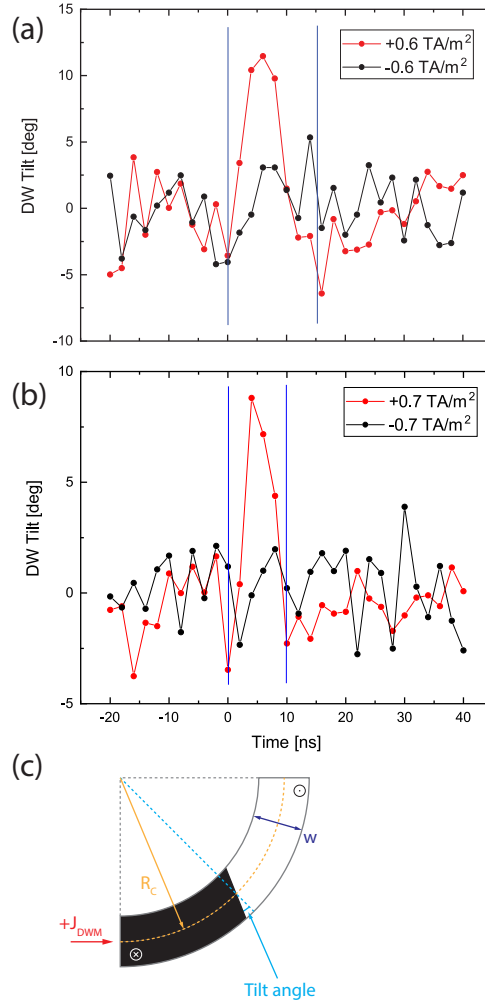 (a)
15
10
5
0
-5
-10
DW Tilt [deg]
+0.6 TA/m²
-0.6 TA/m²
(b)
10
5
0
-5
DW Tilt [deg]
+0.7 TA/m²
-0.7 TA/m²
-20 -10 0 10 20 30 40
Time [ns]
(c)
w
R_C
+J_DWM
Tilt angle